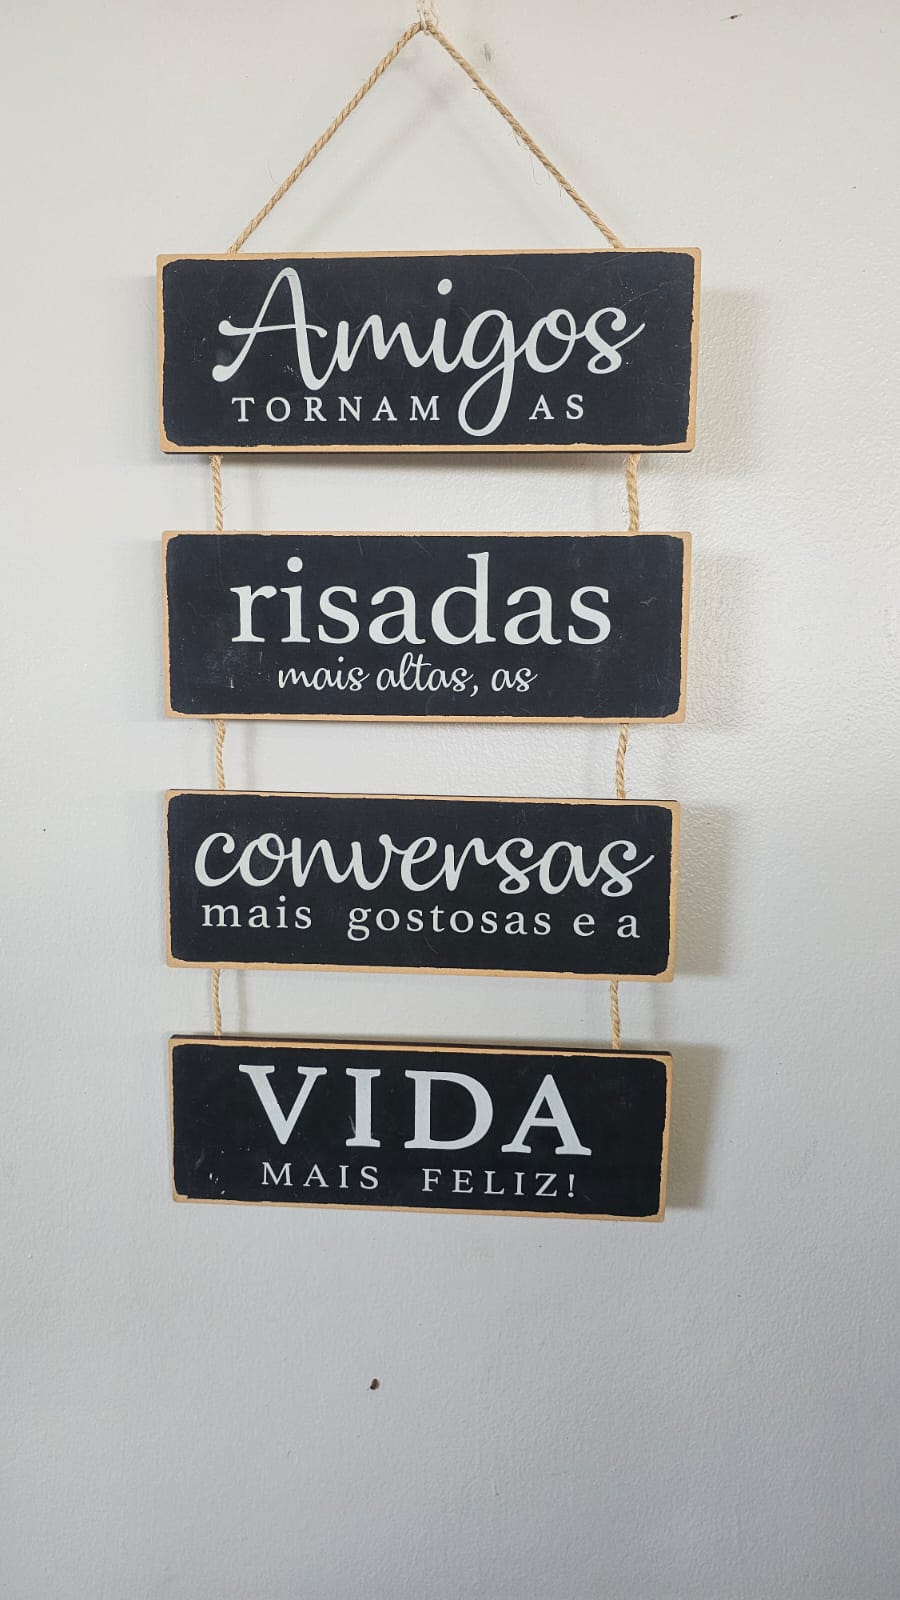 Amigos
TORNAM AS
risadas
mais altas, as
conversas
mais gostosas e a
VIDA
MAIS FELIZ!